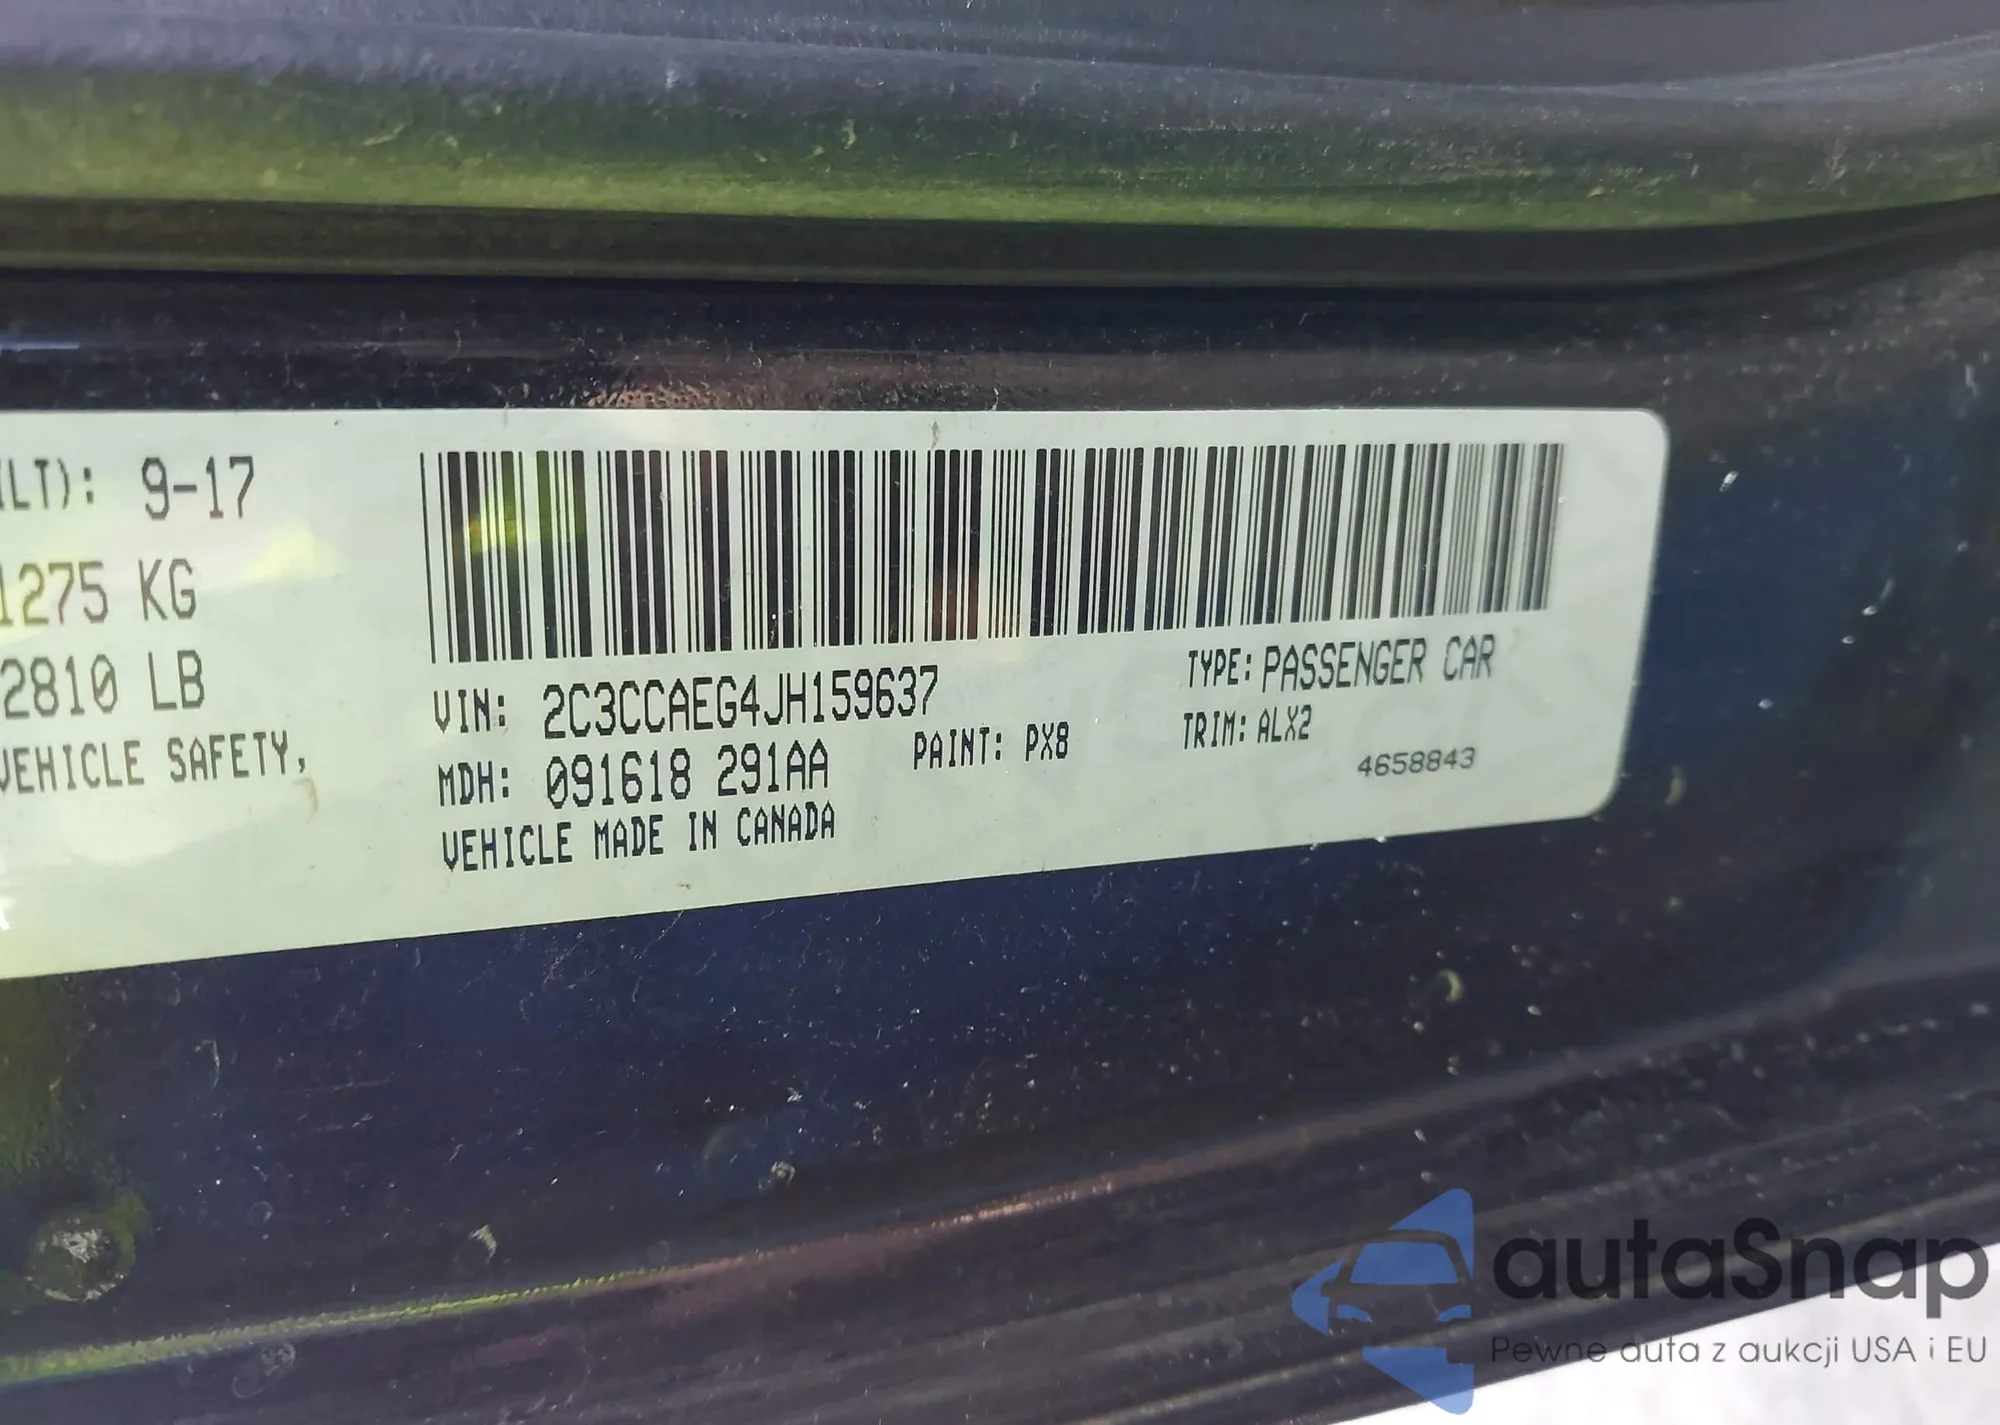 LT): 9-17
1275 KG
2810 LB
VEHICLE SAFETY,
VIN: 2C3CCAEG4JH159637
TYPE: PASSENGER CAR
MDH: 091618 291AA
PAINT: PX8
TRIM: ALX2
4658843
VEHICLE MADE IN CANADA
autaSnap
Pewne auta z aukcji USA i EU